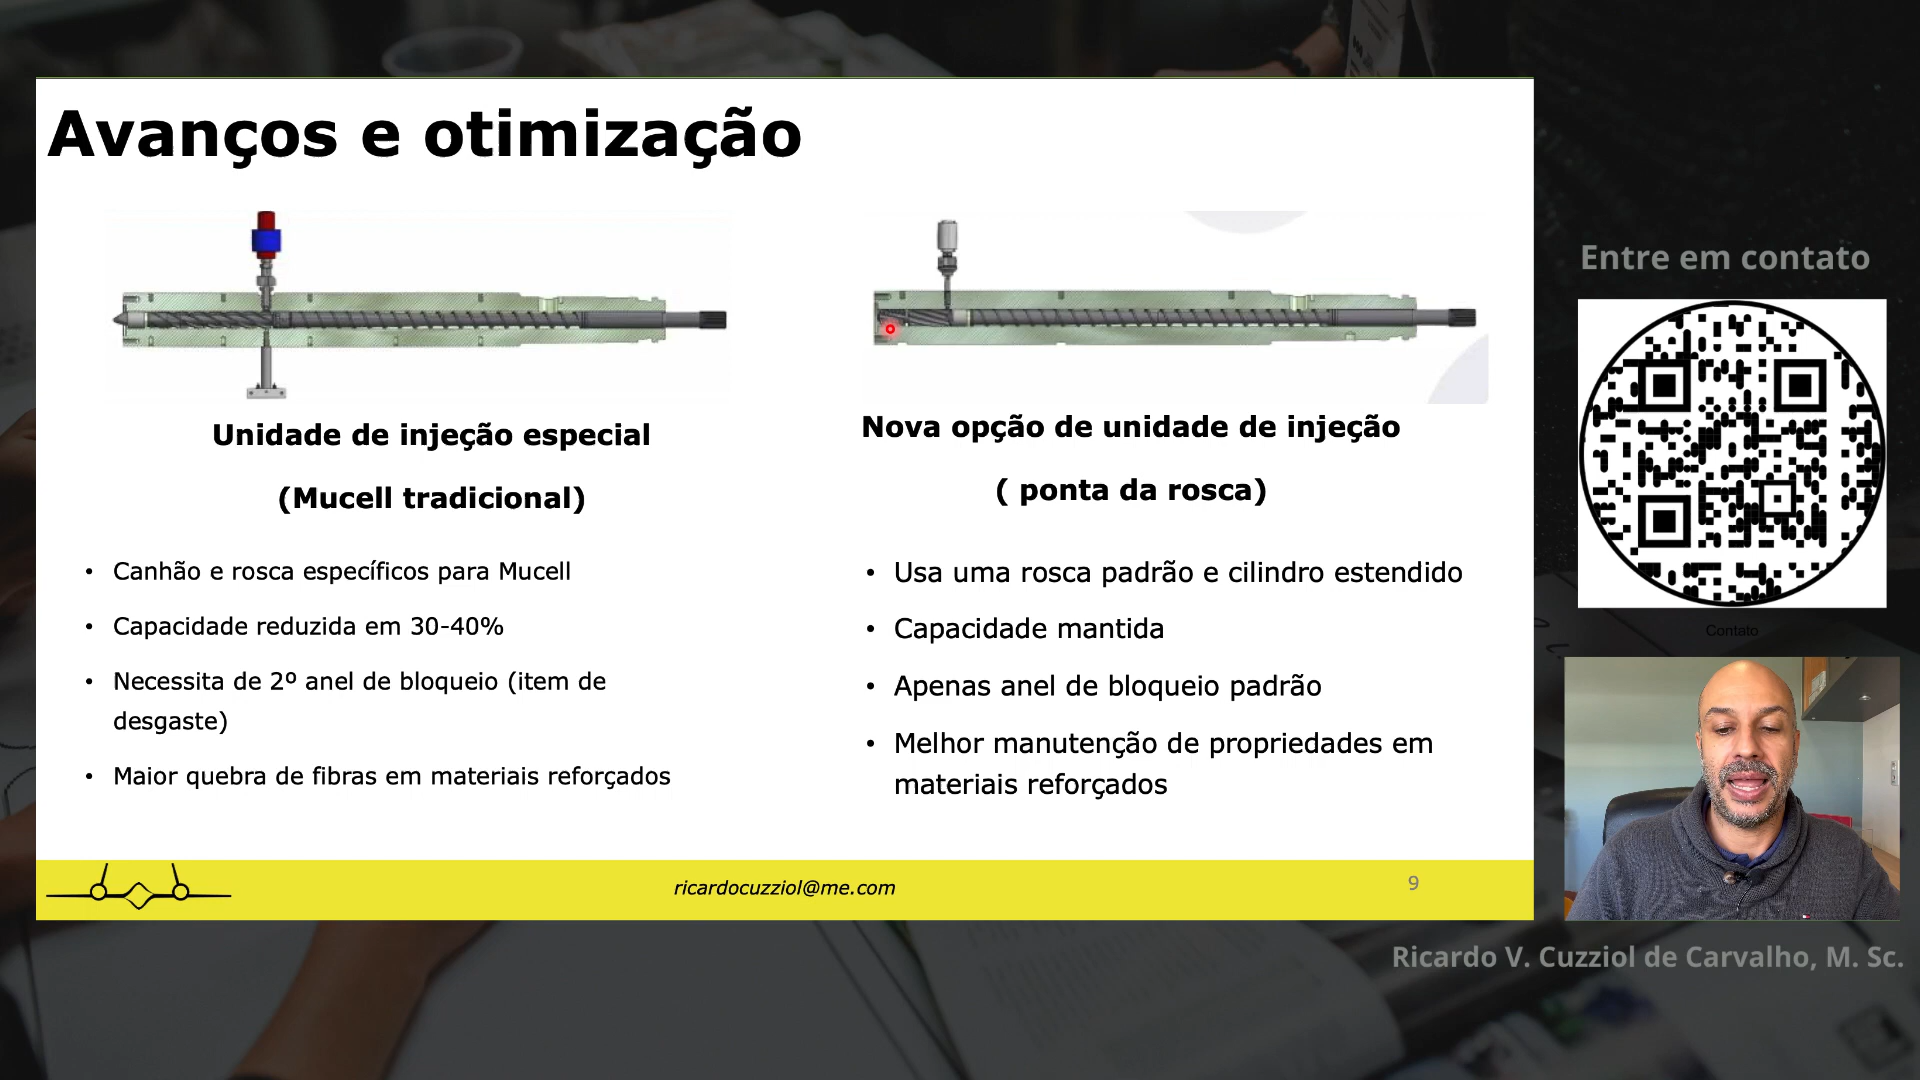 Avanços e otimização
Unidade de injeção especial
(Mucell tradicional)
• Canhão e rosca específicos para Mucell
• Capacidade reduzida em 30-40%
• Necessita de 2º anel de bloqueio (item de
desgaste)
• Maior quebra de fibras em materiais reforçados
Nova opção de unidade de injeção
( ponta da rosca)
• Usa uma rosca padrão e cilindro estendido
• Capacidade mantida
• Apenas anel de bloqueio padrão
• Melhor manutenção de propriedades em
materiais reforçados
ricardocuzziol@me.com
9
Entre em contato
Contato
Ricardo V. Cuzziol de Carvalho, M. Sc.